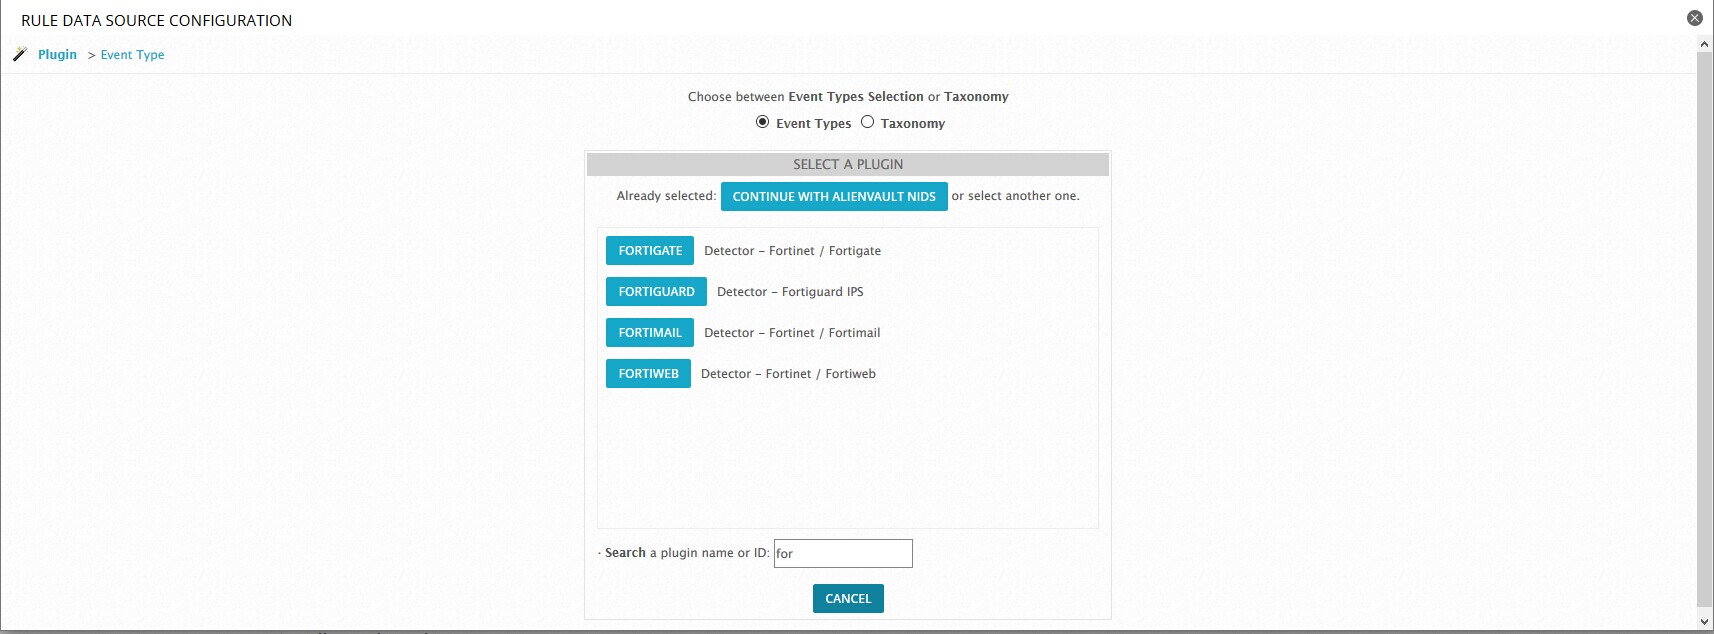 RULE DATA SOURCE CONFIGURATION
Plugin > Event Type
Choose between Event Types Selection or Taxonomy
Event Types Taxonomy
SELECT A PLUGIN
Already selected: CONTINUE WITH ALIENVAULT NIDS or select another one.
FORTIGATE Detector – Fortinet / Fortigate
FORTIGUARD Detector – Fortiguard IPS
FORTIMAIL Detector – Fortinet / Fortimail
FORTIWEB Detector – Fortinet / Fortiweb
· Search a plugin name or ID: for
CANCEL